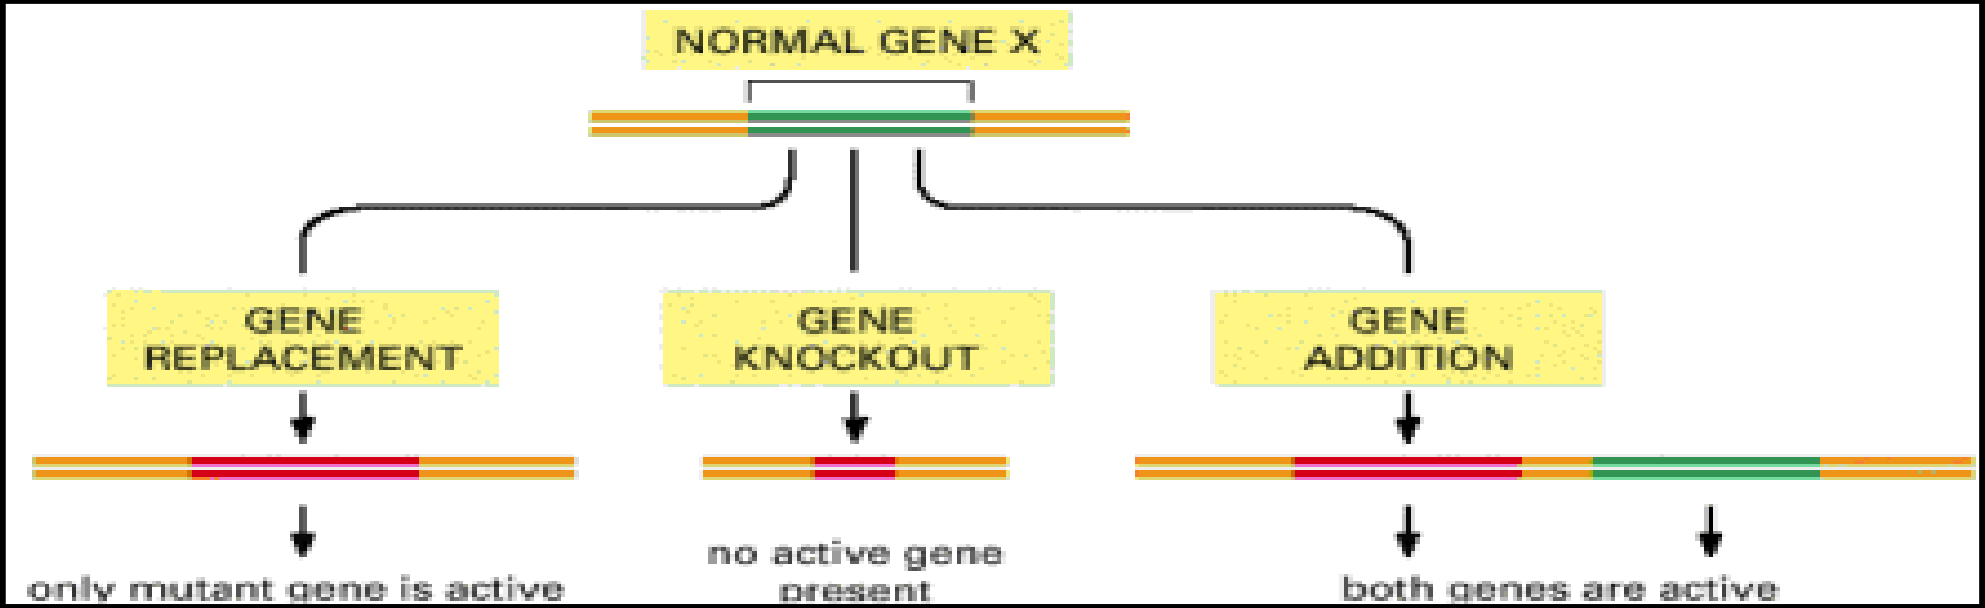 NORMAL GENE X
GENE
REPLACEMENT
GENE
KNOCKOUT
GENE
ADDITION
only mutant gene is active
no active gene
present
both genes are active